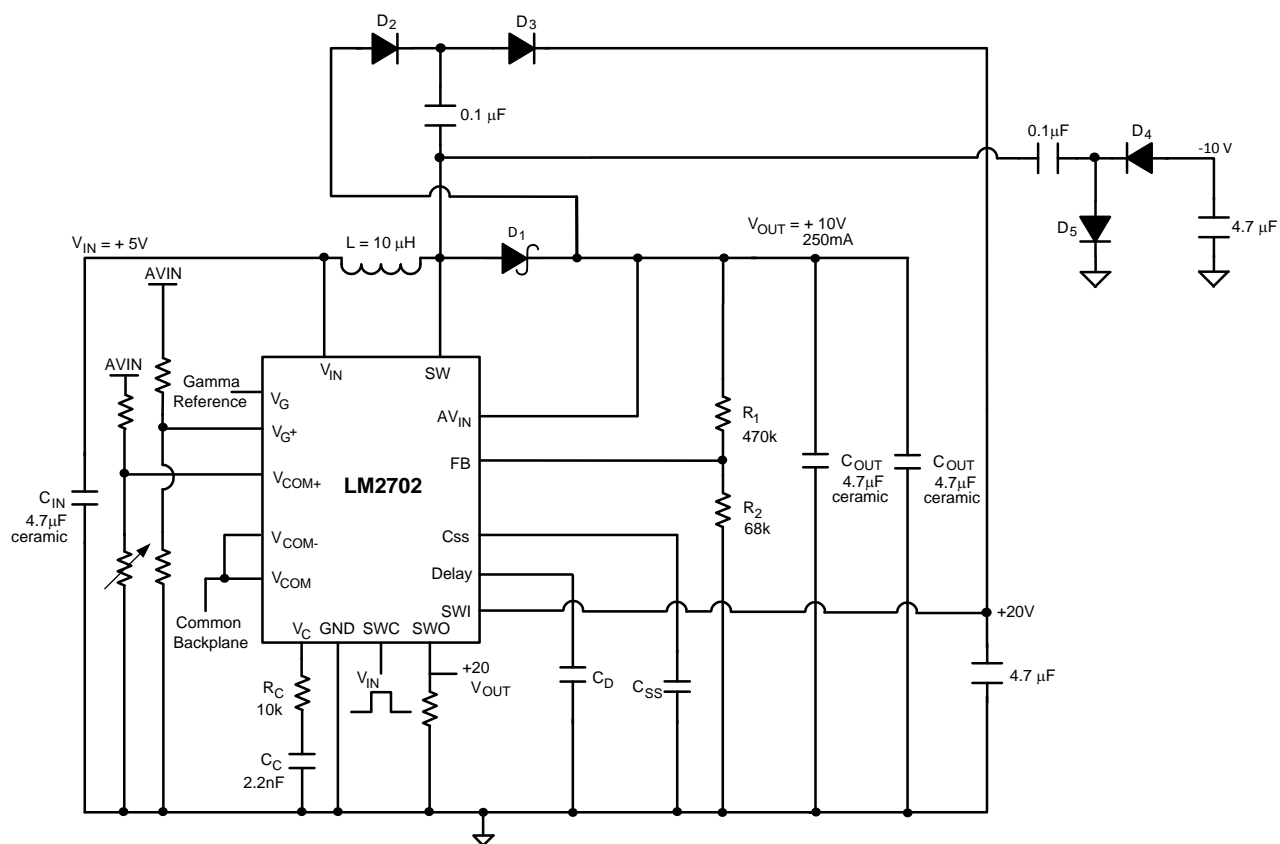 D2
D3
0.1 μF
0.1μF
D4
-10 V
D5
4.7 μF
VIN = + 5V
L = 10 μH
D1
VOUT = + 10V
250mA
AVIN
AVIN
Gamma
Reference
VIN
SW
VG
VG+
VCOM+
VCOM-
VCOM
LM2702
AVIN
FB
Css
Delay
SWI
R1
470k
R2
68k
COUT
4.7μF
ceramic
COUT
4.7μF
ceramic
CIN
4.7μF
ceramic
Common
Backplane
VC
GND
SWC
SWO
+20V
RC
10k
VIN
+20
VOUT
CD
CSS
4.7 μF
CC
2.2nF